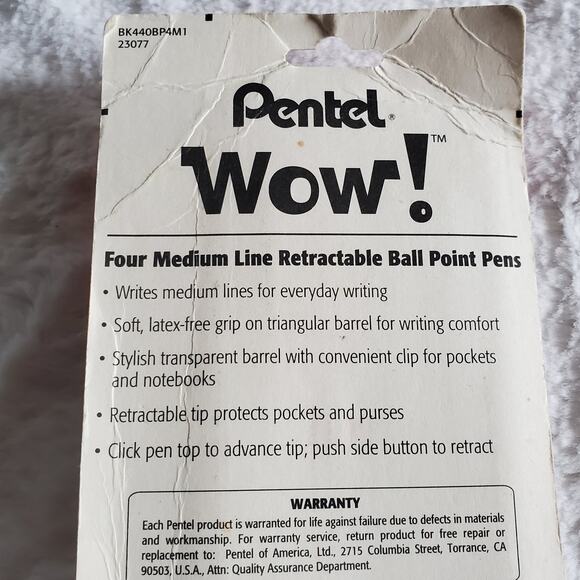 BK440BP4M1
23077
Pentel®
Wow!™
Four Medium Line Retractable Ball Point Pens
• Writes medium lines for everyday writing
• Soft, latex-free grip on triangular barrel for writing comfort
• Stylish transparent barrel with convenient clip for pockets
and notebooks
• Retractable tip protects pockets and purses
• Click pen top to advance tip; push side button to retract
WARRANTY
Each Pentel product is warranted for life against failure due to defects in materials
and workmanship. For warranty service, return product for free repair or
replacement to: Pentel of America, Ltd., 2715 Columbia Street, Torrance, CA
90503, U.S.A., Attn: Quality Assurance Department.